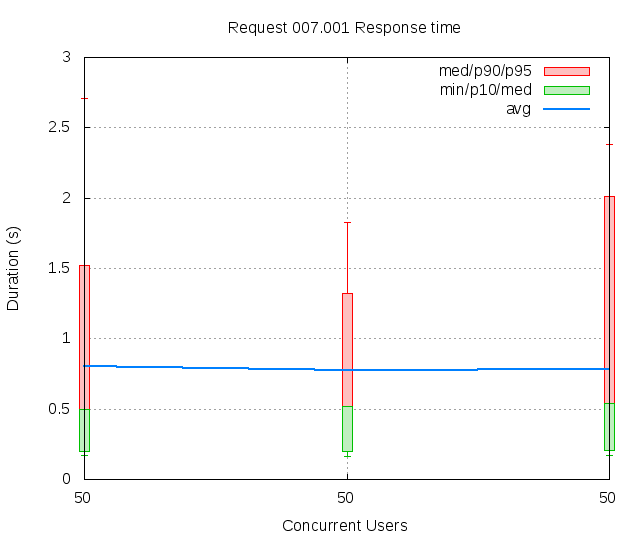 Request 007.001 Response time
med/p90/p95
min/p10/med
avg
3
2.5
2
1.5
1
0.5
0
Duration (s)
50 50 50
Concurrent Users